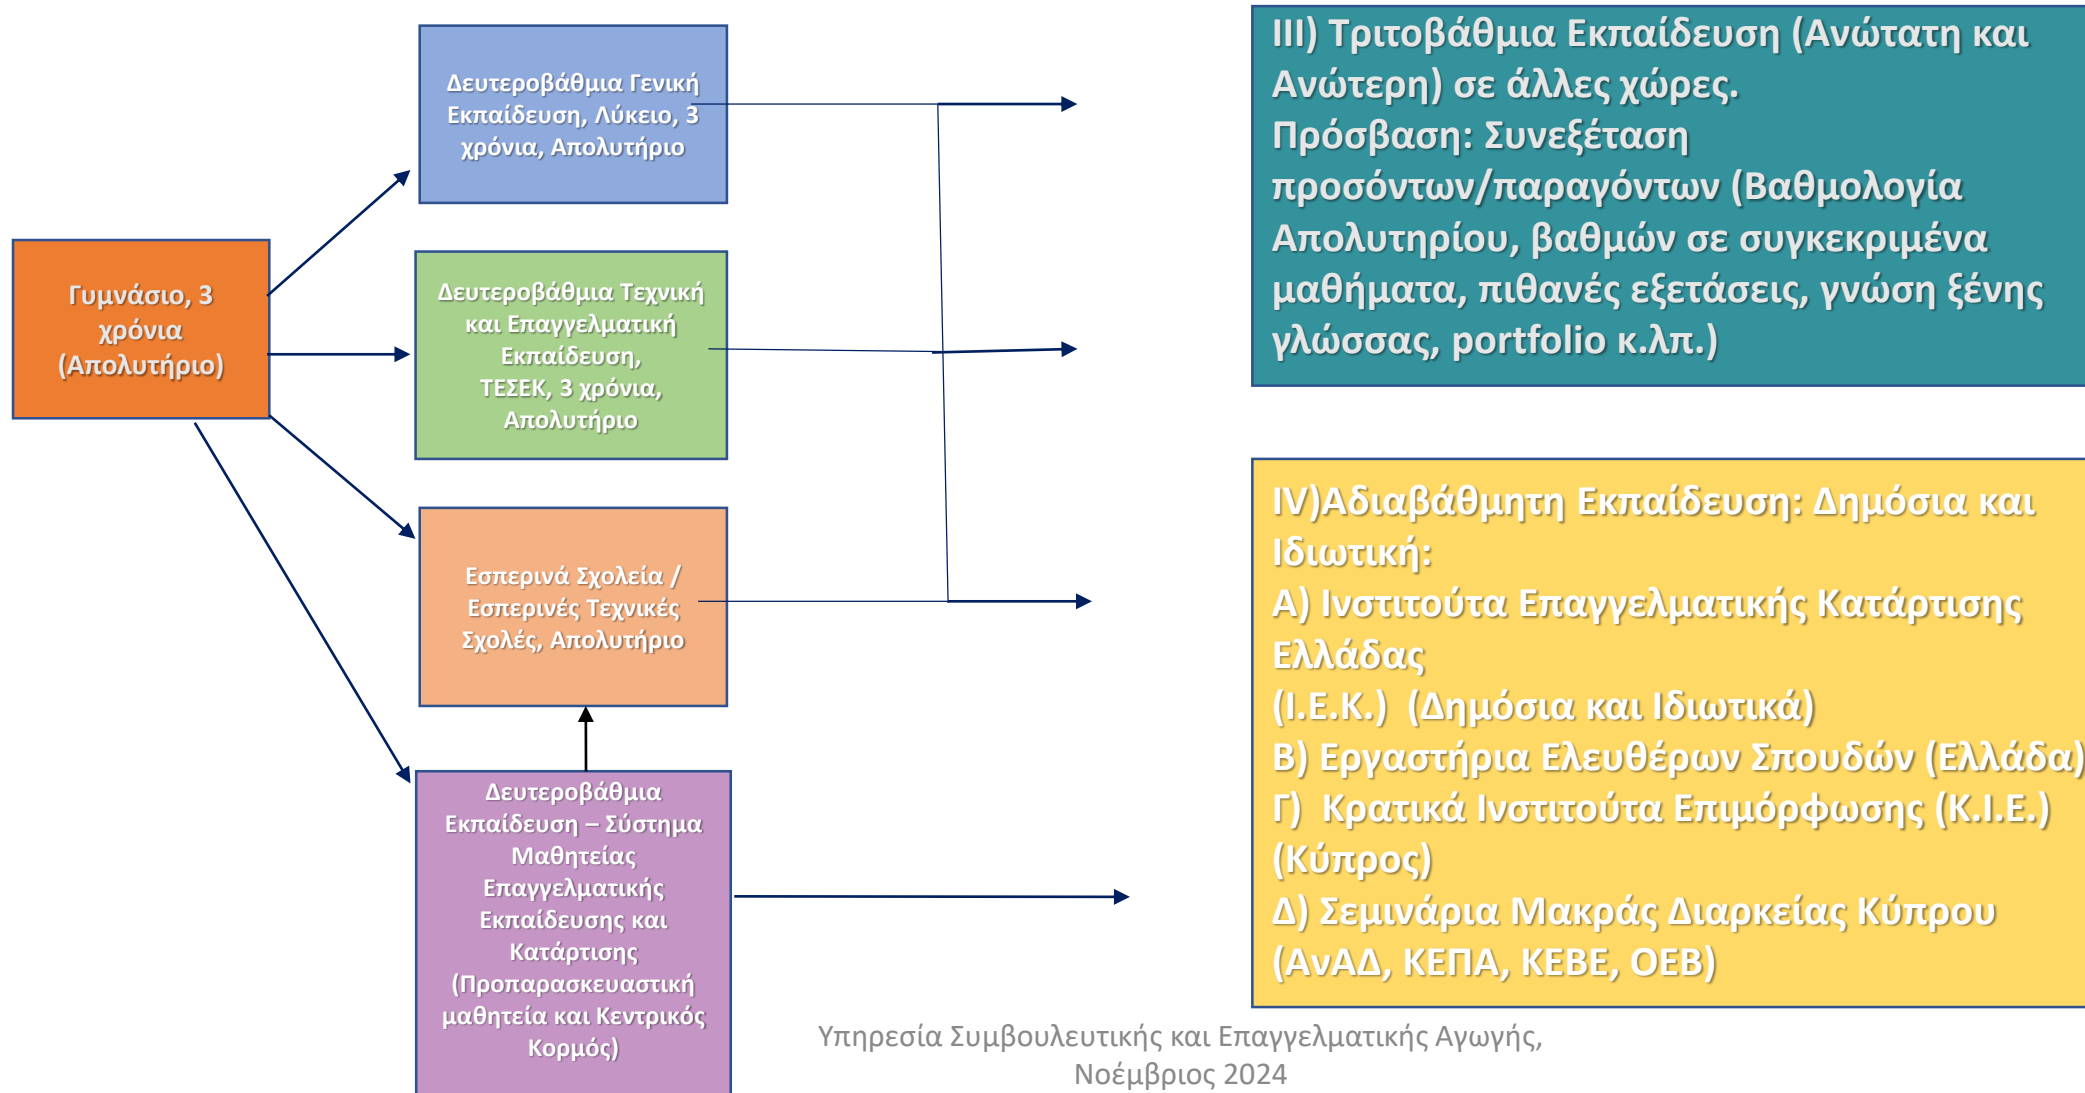 Γυμνάσιο, 3
χρόνια
(Απολυτήριο)
Δευτεροβάθμια Γενική
Εκπαίδευση, Λύκειο, 3
χρόνια, Απολυτήριο
Δευτεροβάθμια Τεχνική
και Επαγγελματική
Εκπαίδευση,
ΤΕΣΕΚ, 3 χρόνια,
Απολυτήριο
Εσπερινά Σχολεία /
Εσπερινές Τεχνικές
Σχολές, Απολυτήριο
Δευτεροβάθμια
Εκπαίδευση – Σύστημα
Μαθητείας
Επαγγελματικής
Εκπαίδευσης και
Κατάρτισης
(Προπαρασκευαστική
μαθητεία και Κεντρικός
Κορμός)
III) Τριτοβάθμια Εκπαίδευση (Ανώτατη και
Ανώτερη) σε άλλες χώρες.
Πρόσβαση: Συνεξέταση
προσόντων/παραγόντων (Βαθμολογία
Απολυτηρίου, βαθμών σε συγκεκριμένα
μαθήματα, πιθανές εξετάσεις, γνώση ξένης
γλώσσας, portfolio κ.λπ.)
IV)Αδιαβάθμητη Εκπαίδευση: Δημόσια και
Ιδιωτική:
Α) Ινστιτούτα Επαγγελματικής Κατάρτισης
Ελλάδας
(Ι.Ε.Κ.) (Δημόσια και Ιδιωτικά)
Β) Εργαστήρια Ελευθέρων Σπουδών (Ελλάδα)
Γ) Κρατικά Ινστιτούτα Επιμόρφωσης (Κ.Ι.Ε.)
(Κύπρος)
Δ) Σεμινάρια Μακράς Διαρκείας Κύπρου
(ΑνΑΔ, ΚΕΠΑ, ΚΕΒΕ, ΟΕΒ)
Υπηρεσία Συμβουλευτικής και Επαγγελματικής Αγωγής,
Νοέμβριος 2024